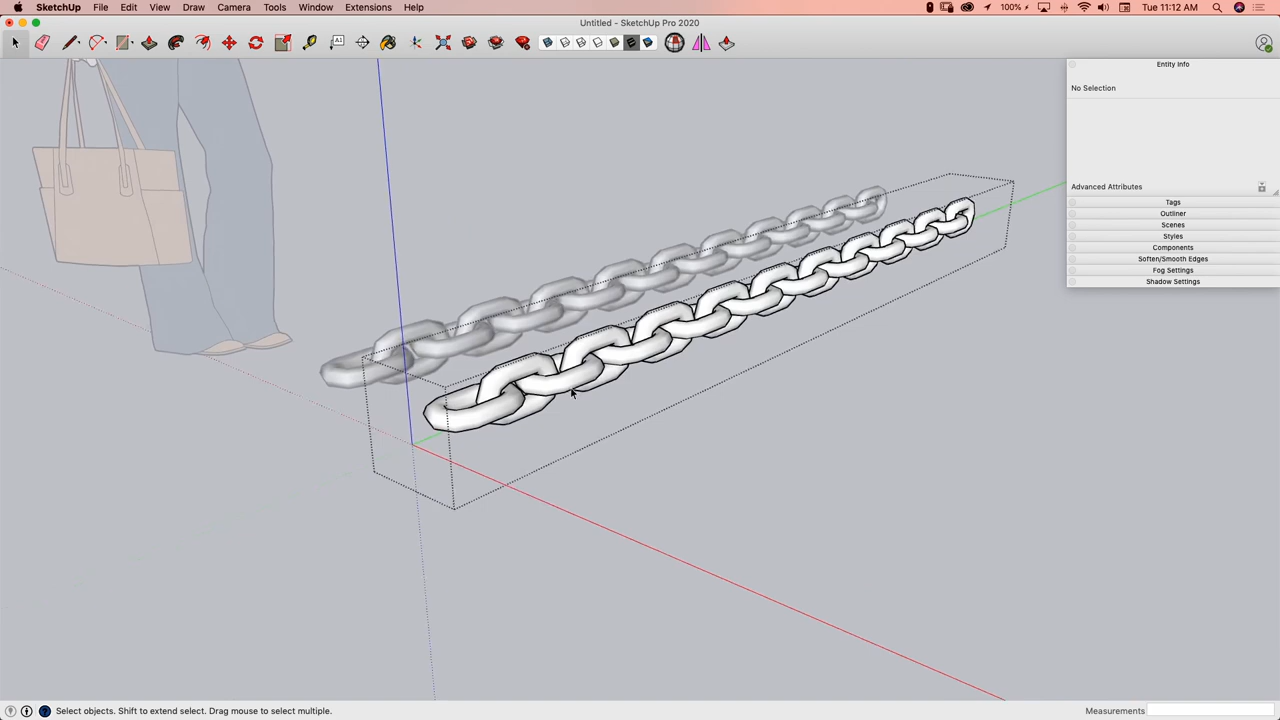 SketchUp File Edit View Draw Camera Tools Window Extensions Help 100% Tue 11:12 AM
Untitled - SketchUp Pro 2020
A1
Entity Info
No Selection
Advanced Attributes
Tags
Outliner
Scenes
Styles
Components
Soften/Smooth Edges
Fog Settings
Shadow Settings
Select objects. Shift to extend select. Drag mouse to select multiple.
Measurements